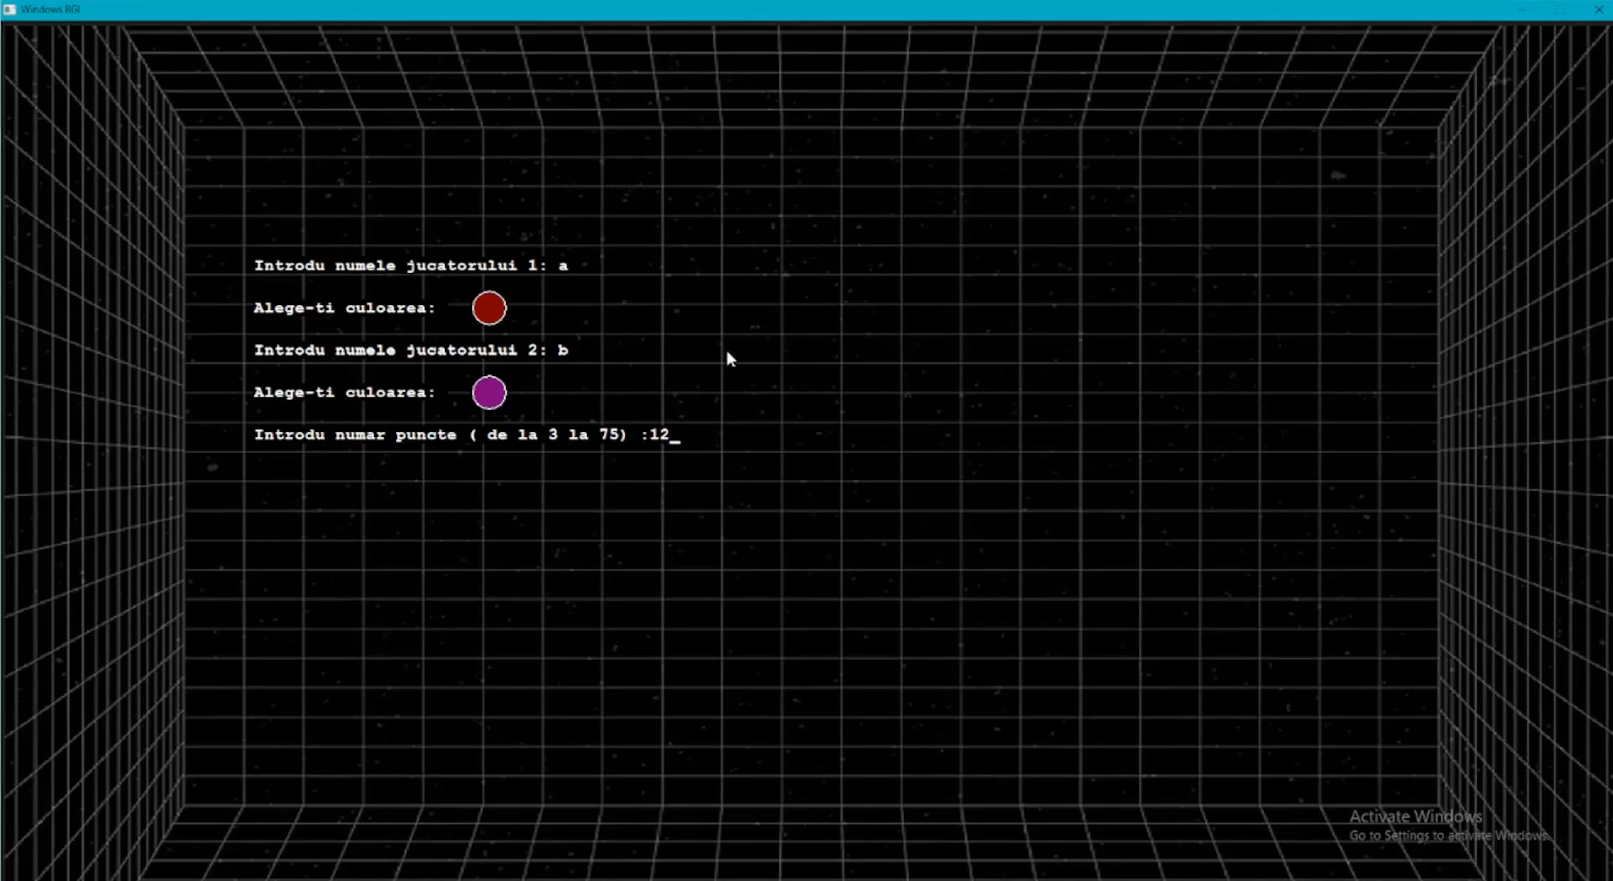 Windows BGI
Introdu numele jucatorului 1: a
Alege-ti culoarea:
Introdu numele jucatorului 2: b
Alege-ti culoarea:
Introdu numar puncte ( de la 3 la 75) :12_
Activate Windows
Go to Settings to activate Windows.